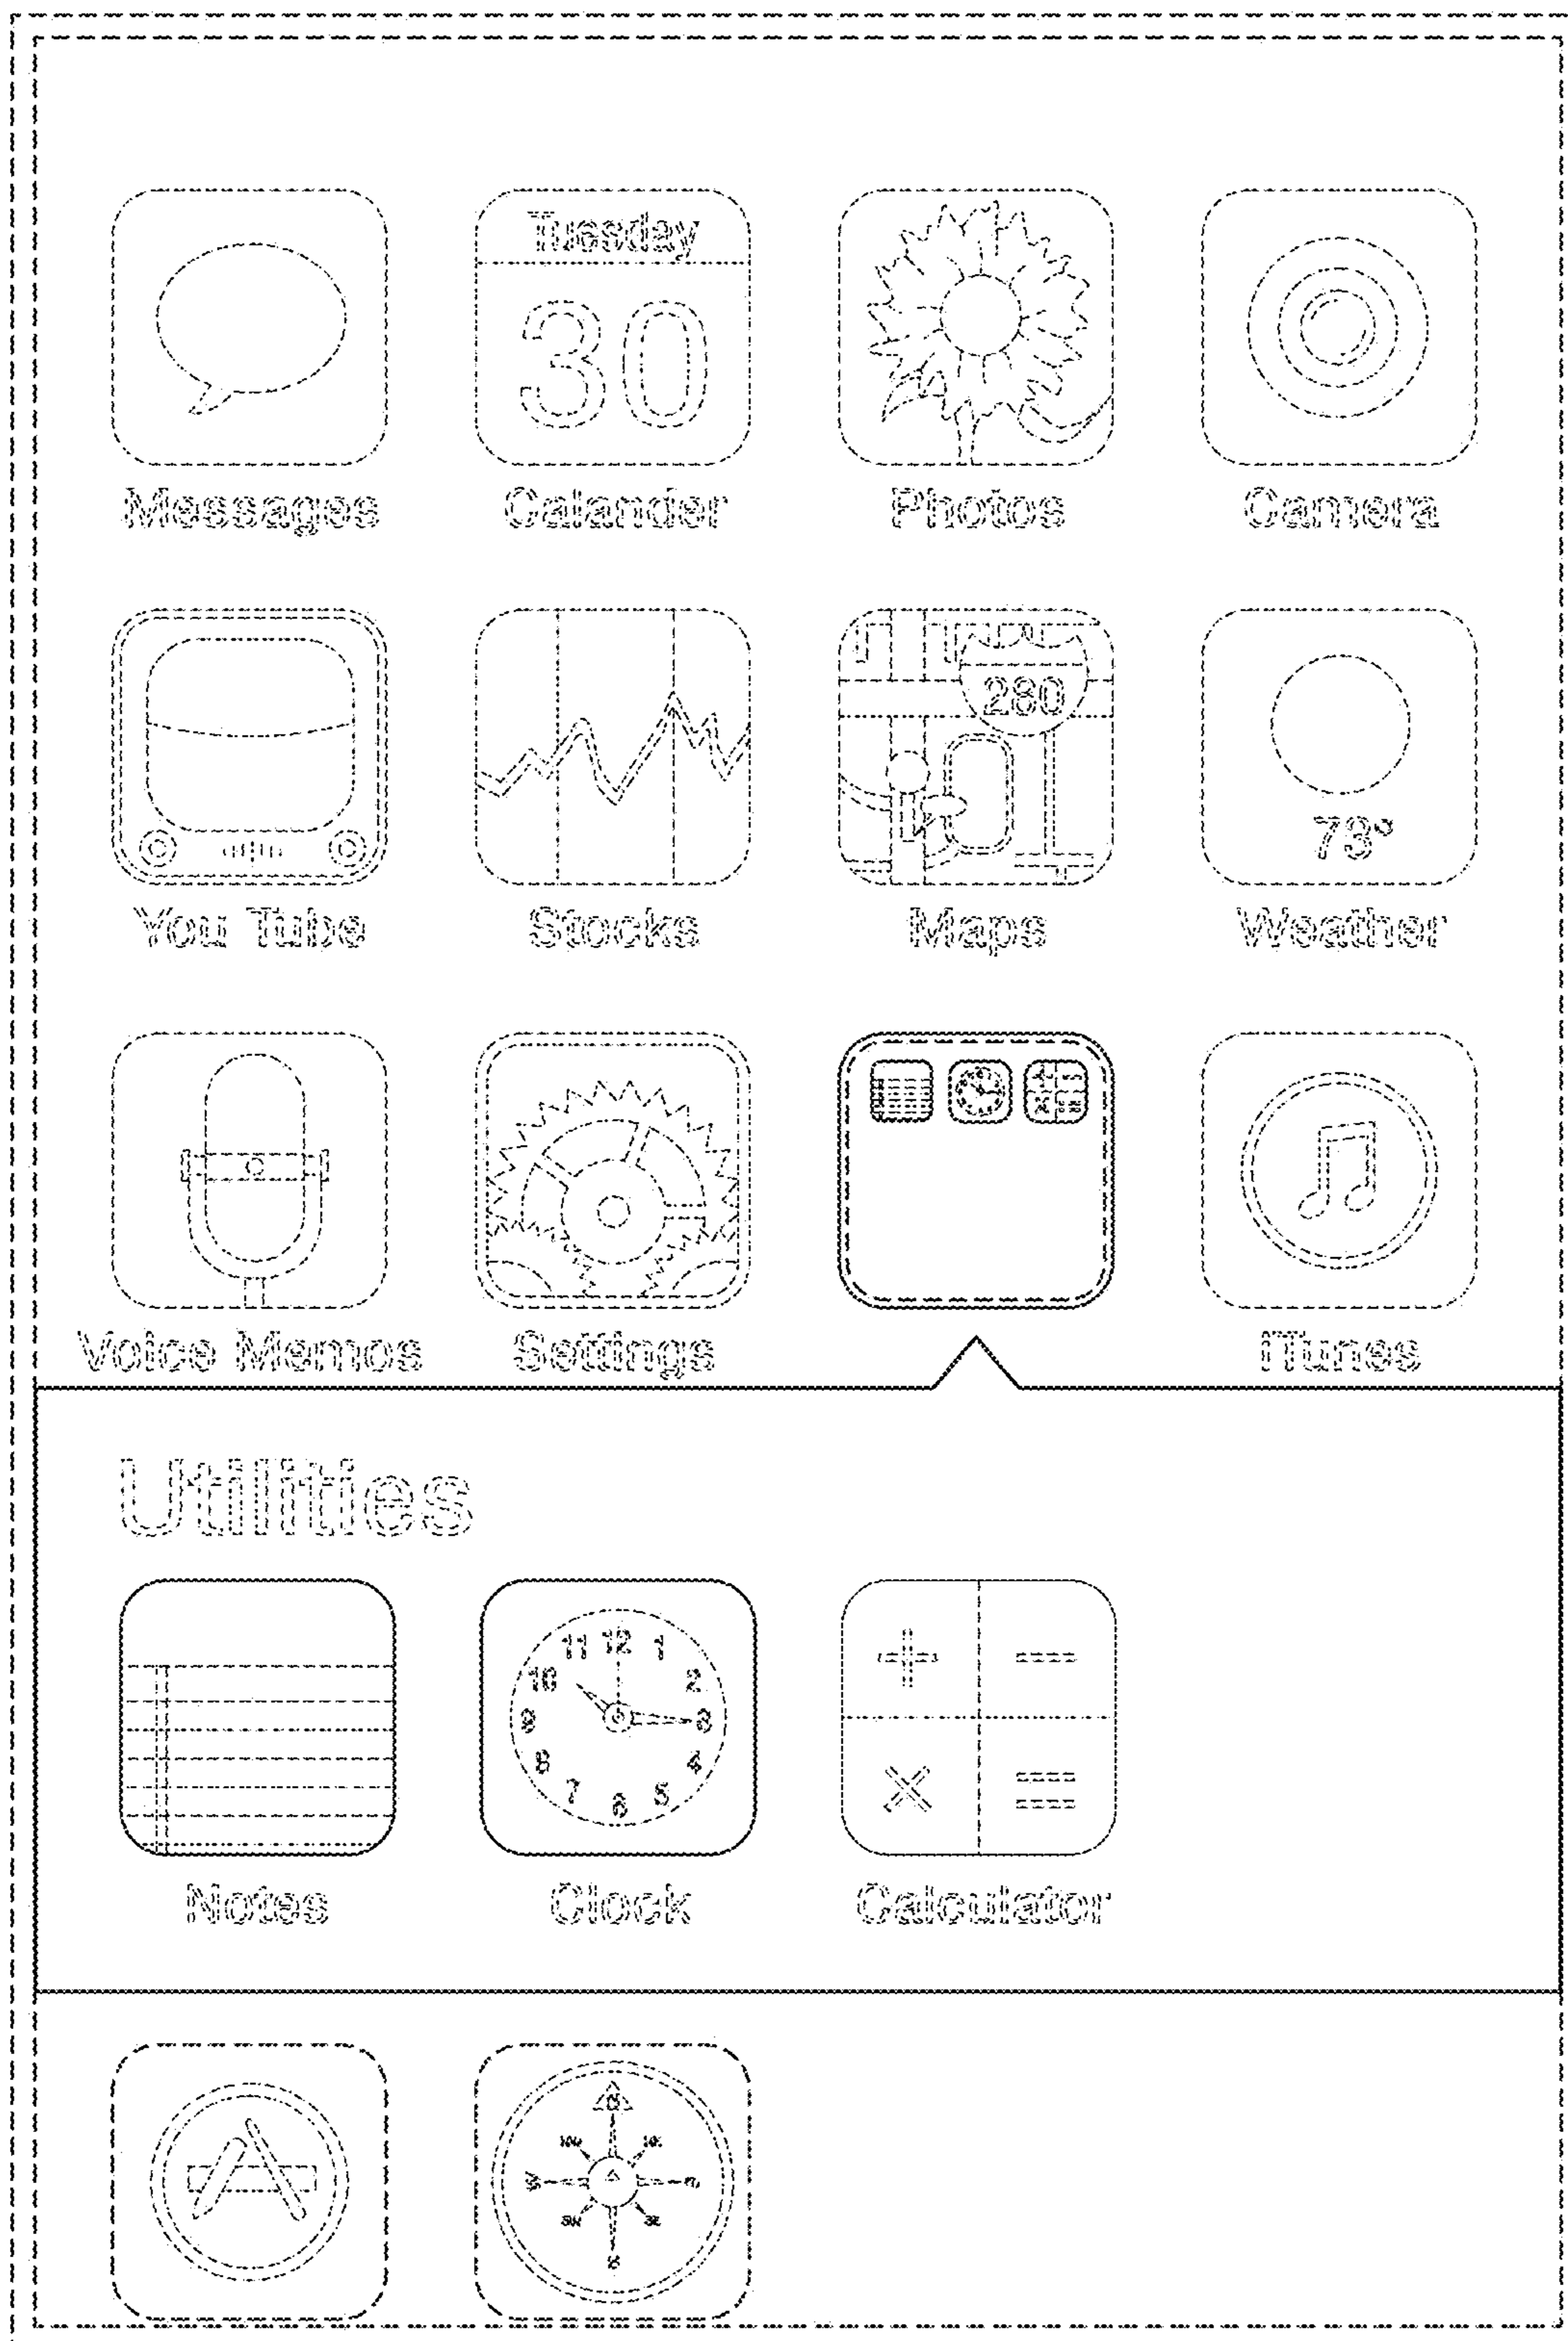 Tuesday
30
Messages Calander Photos Camera
280
73°
You Tube Stocks Maps Weather
Voice Memos Settings iTunes
Utilities
11 12 1
10 2
9 3
8 4
7 6 5
Notes Clock Calculator